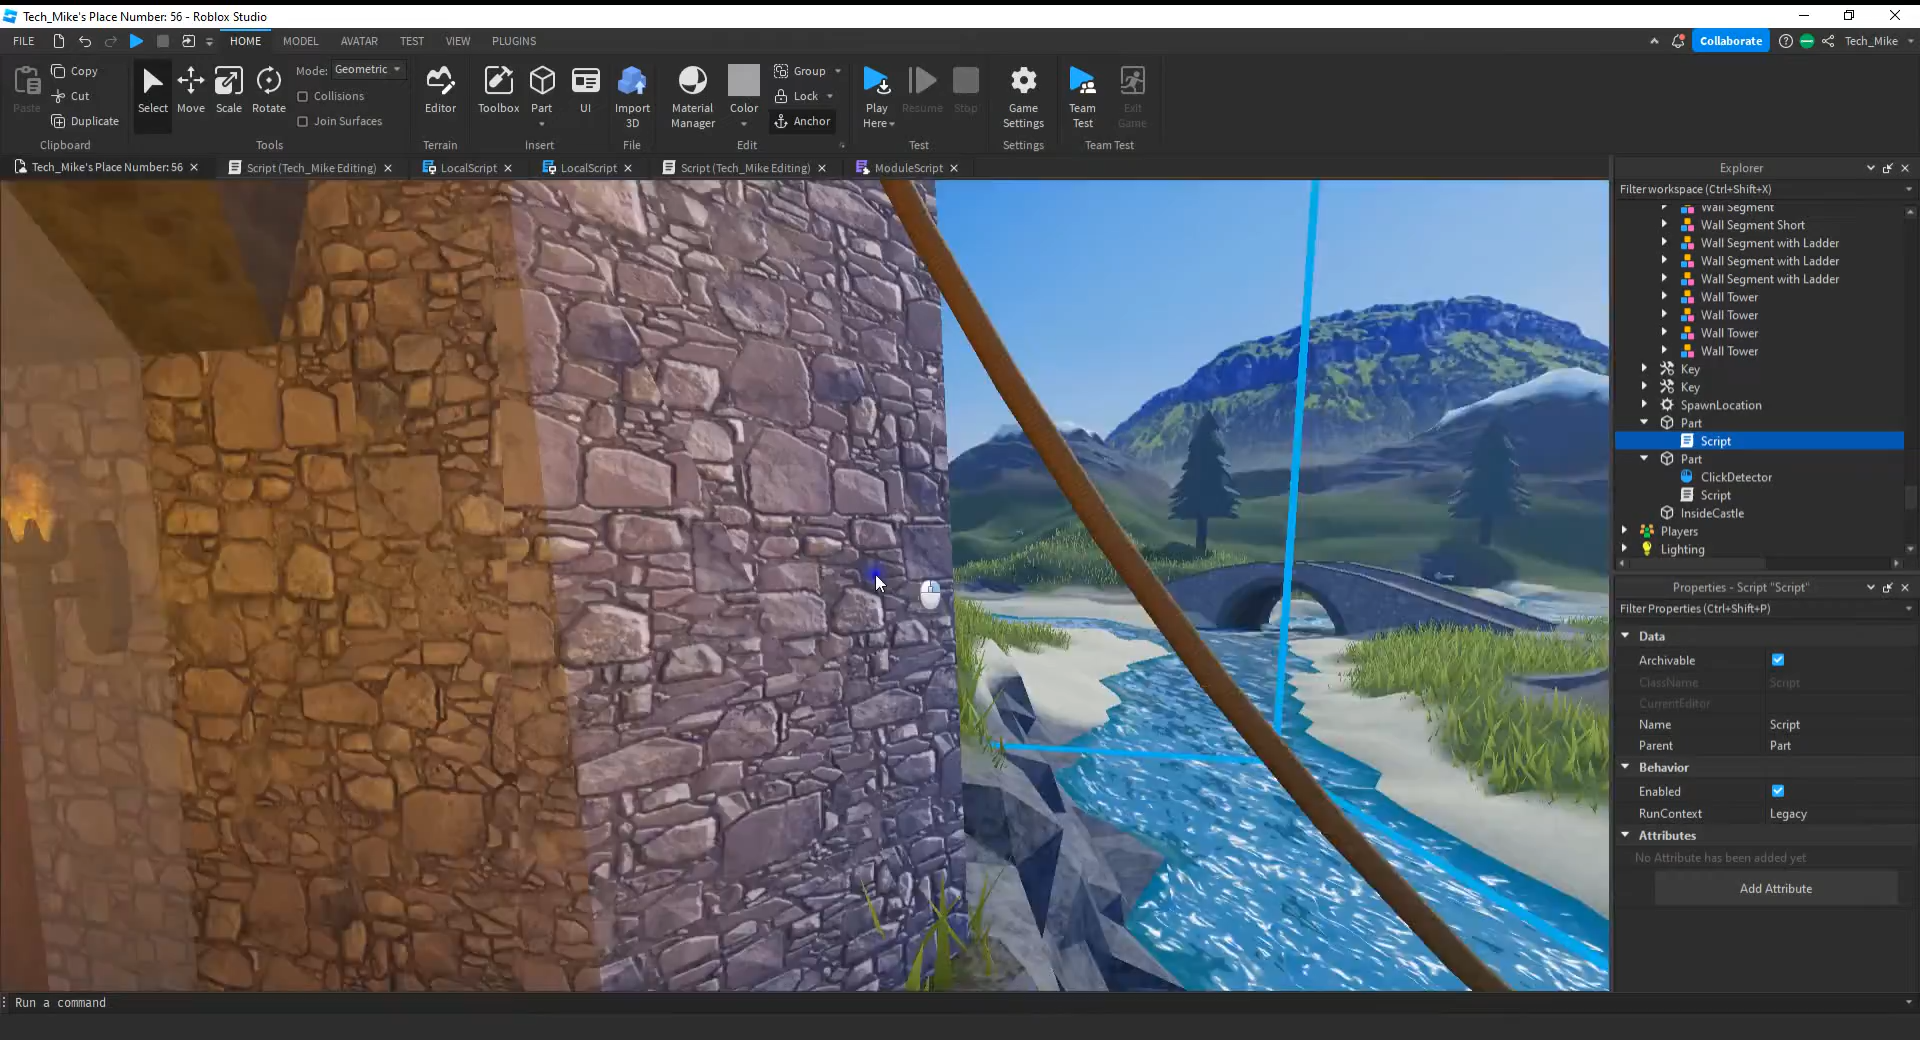 Tech_Mike's Place Number: 56 - Roblox Studio
FILE HOME MODEL AVATAR TEST VIEW PLUGINS Collaborate Tech_Mike
Paste Copy Cut Duplicate Clipboard
Select Move Scale Rotate Mode: Geometric Collisions Join Surfaces Tools
Editor Terrain
Toolbox Part UI Insert
Import 3D File
Material Manager Color Group Lock Anchor Edit
Play Here Resume Stop Test
Game Settings Settings
Team Test Exit Game Team Test
Tech_Mike's Place Number: 56 Script (Tech_Mike Editing) LocalScript LocalScript Script (Tech_Mike Editing) ModuleScript
Explorer
Filter workspace (Ctrl+Shift+X)
Wall Segment
Wall Segment Short
Wall Segment with Ladder
Wall Segment with Ladder
Wall Segment with Ladder
Wall Tower
Wall Tower
Wall Tower
Wall Tower
Key
Key
SpawnLocation
Part
Script
Part
ClickDetector
Script
InsideCastle
Players
Lighting
Properties - Script "Script"
Filter Properties (Ctrl+Shift+P)
Data
Archivable
ClassName Script
CurrentEditor
Name Script
Parent Part
Behavior
Enabled
RunContext Legacy
Attributes
No Attribute has been added yet
Add Attribute
Run a command